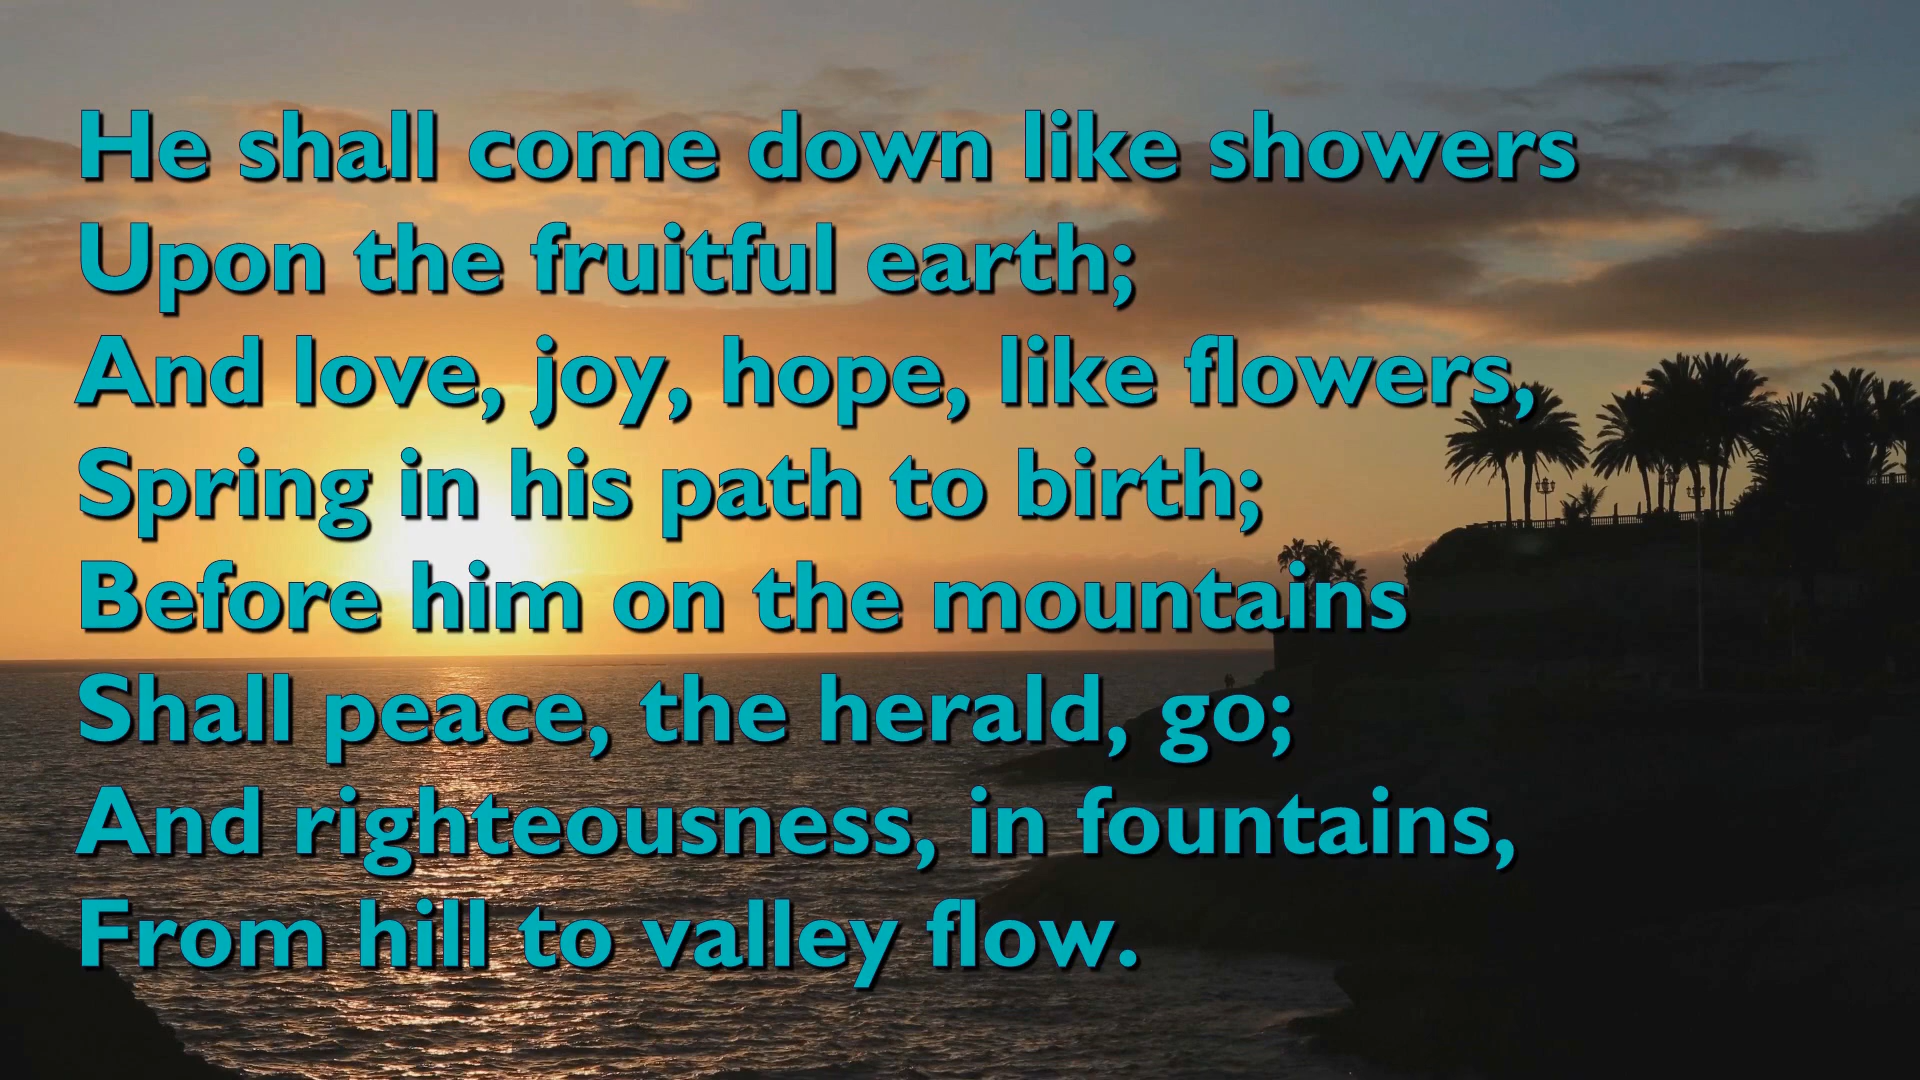 He shall come down like showers
Upon the fruitful earth;
And love, joy, hope, like flowers,
Spring in his path to birth;
Before him on the mountains
Shall peace, the herald, go;
And righteousness, in fountains,
From hill to valley flow.